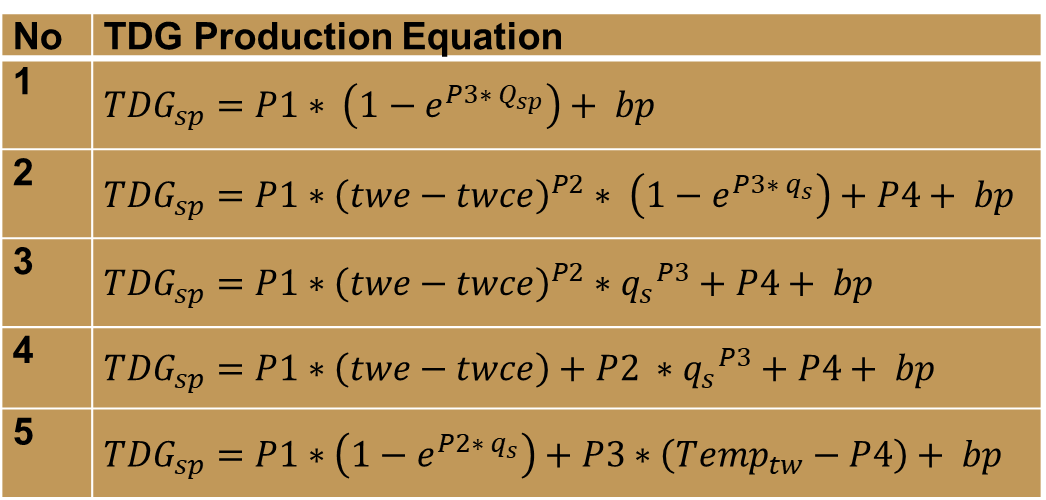 No TDG Production Equation
1 TDG_sp = P1 * (1 − e^{P3* Q_sp}) + bp
2 TDG_sp = P1 * (twe − twce)^{P2} * (1 − e^{P3* q_s}) + P4 + bp
3 TDG_sp = P1 * (twe − twce)^{P2} * q_s^{P3} + P4 + bp
4 TDG_sp = P1 * (twe − twce) + P2 * q_s^{P3} + P4 + bp
5 TDG_sp = P1 * (1 − e^{P2* q_s}) + P3 * (Temp_tw − P4) + bp